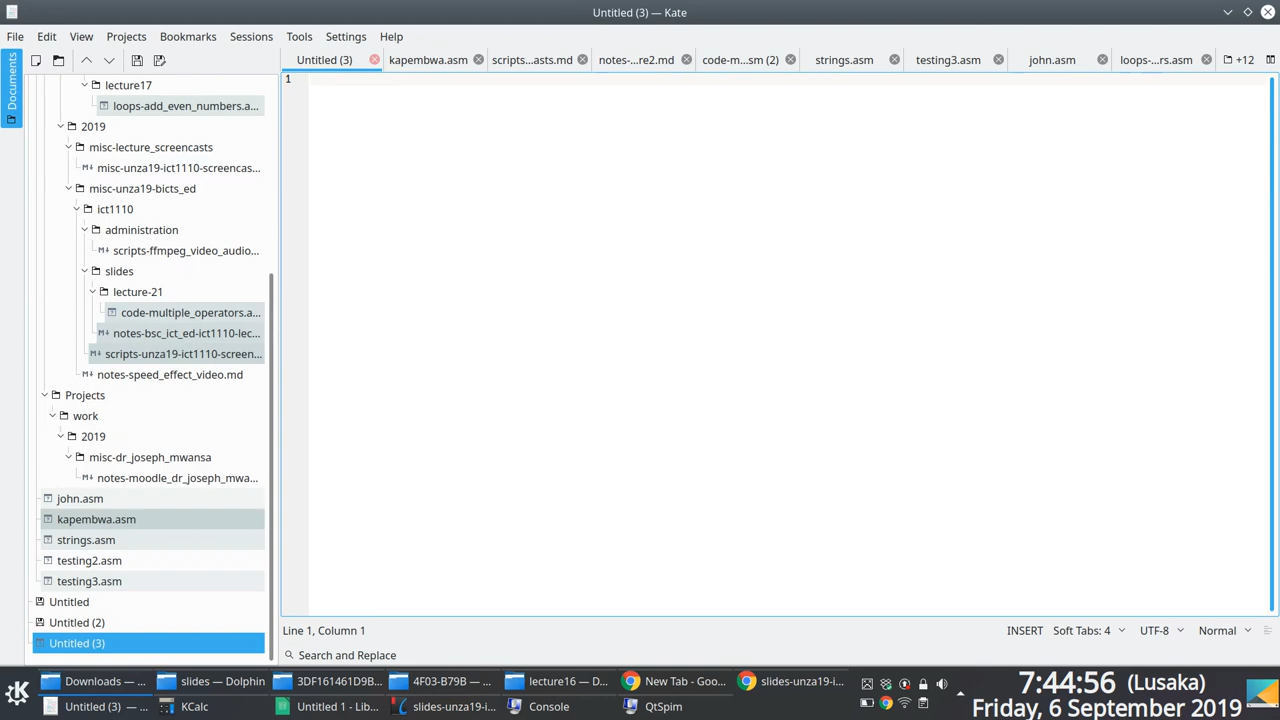 Untitled (3) — Kate
File Edit View Projects Bookmarks Sessions Tools Settings Help
Documents
Untitled (3) kapembwa.asm scripts...asts.md notes-...re2.md code-m...sm (2) strings.asm testing3.asm john.asm loops-...rs.asm +12
1
lecture17
loops-add_even_numbers.a...
2019
misc-lecture_screencasts
misc-unza19-ict1110-screencas...
misc-unza19-bicts_ed
ict1110
administration
scripts-ffmpeg_video_audio...
slides
lecture-21
code-multiple_operators.a...
notes-bsc_ict_ed-ict1110-lec...
scripts-unza19-ict1110-screen...
notes-speed_effect_video.md
Projects
work
2019
misc-dr_joseph_mwansa
notes-moodle_dr_joseph_mwa...
john.asm
kapembwa.asm
strings.asm
testing2.asm
testing3.asm
Untitled
Untitled (2)
Untitled (3)
Line 1, Column 1 INSERT Soft Tabs: 4 UTF-8 Normal
Search and Replace
Downloads — ... slides — Dolphin 3DF161461D9B... 4F03-B79B — ... lecture16 — D... New Tab - Goo... slides-unza19-i...
Untitled (3) — ... KCalc Untitled 1 - Lib... slides-unza19-i... Console QtSpim
7:44:56 (Lusaka)
Friday, 6 September 2019